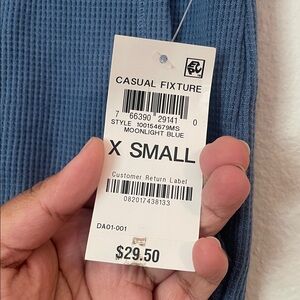 CASUAL FIXTURE
7 66390 29141 0
STYLE 100154679MS
MOONLIGHT BLUE
X SMALL
Customer Return Label
082017438133
DA01-001
$29.50